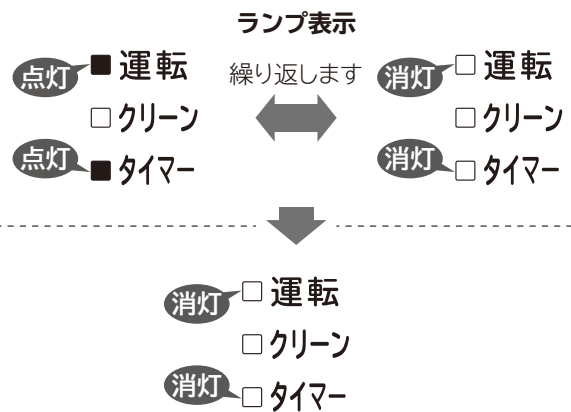 ランプ表示
点灯 ■ 運転
□ クリーン
点灯 ■ タイマー
繰り返します
消灯 □ 運転
□ クリーン
消灯 □ タイマー
消灯 □ 運転
□ クリーン
消灯 □ タイマー